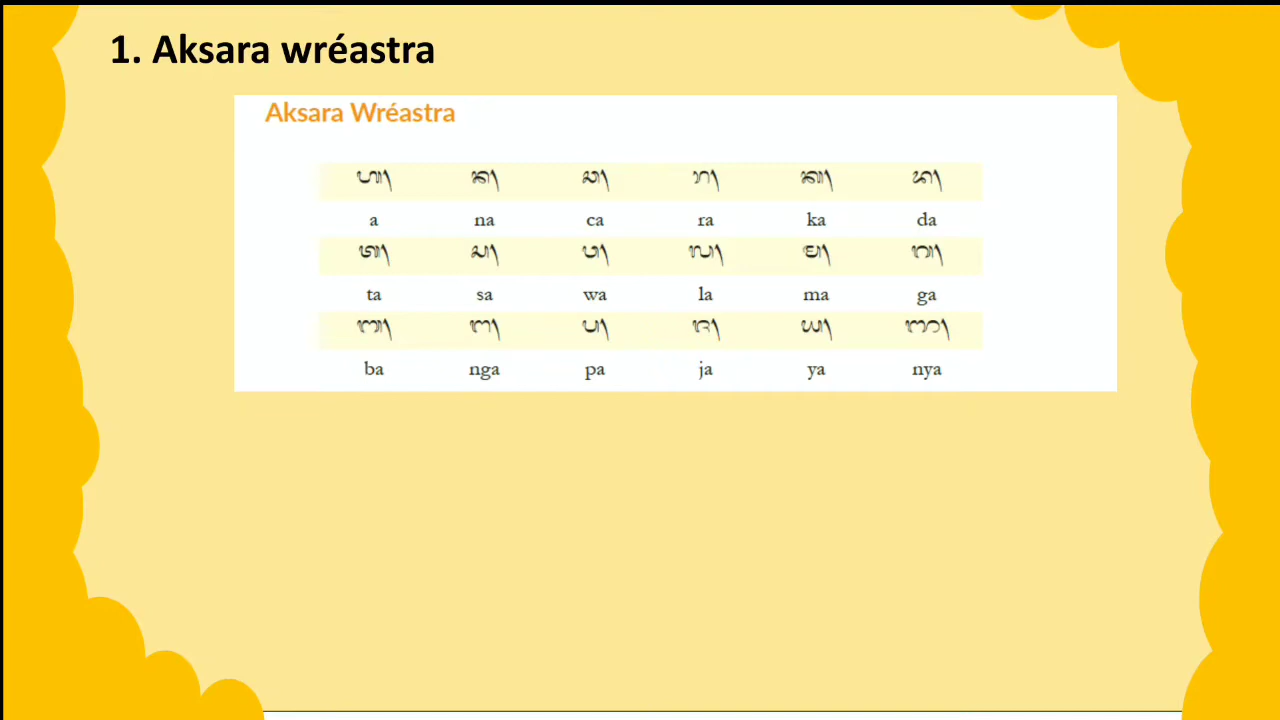 1. Aksara wréastra
Aksara Wréastra
ᬳ᭄ ᬦ᭄ ᬘ᭄ ᬭ᭄ ᬓ᭄ ᬤ᭄
a na ca ra ka da
ᬢ᭄ ᬲ᭄ ᬯ᭄ ᬮ᭄ ᬫ᭄ ᬕ᭄
ta sa wa la ma ga
ᬩ᭄ ᬗ᭄ ᬧ᭄ ᬚ᭄ ᬬ᭄ ᬜ᭄
ba nga pa ja ya nya